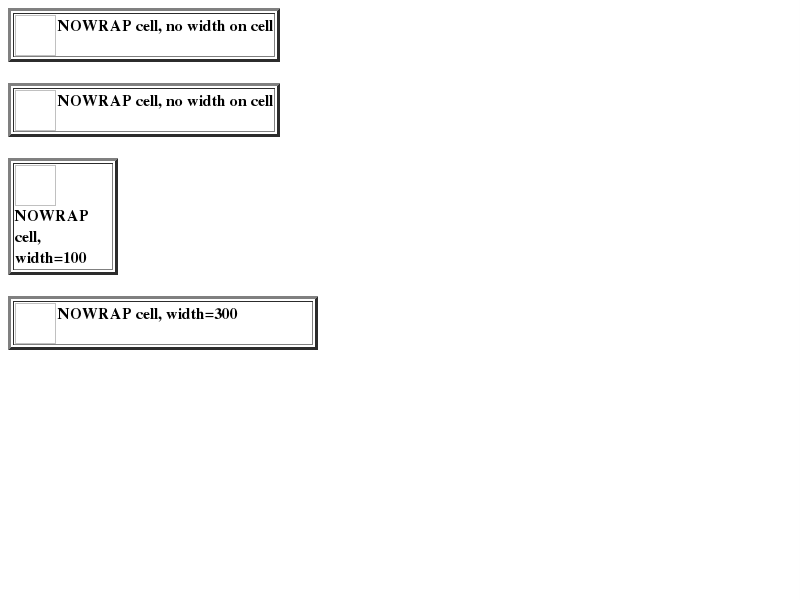 NOWRAP cell, no width on cell
NOWRAP cell, no width on cell
NOWRAP
cell,
width=100
NOWRAP cell, width=300